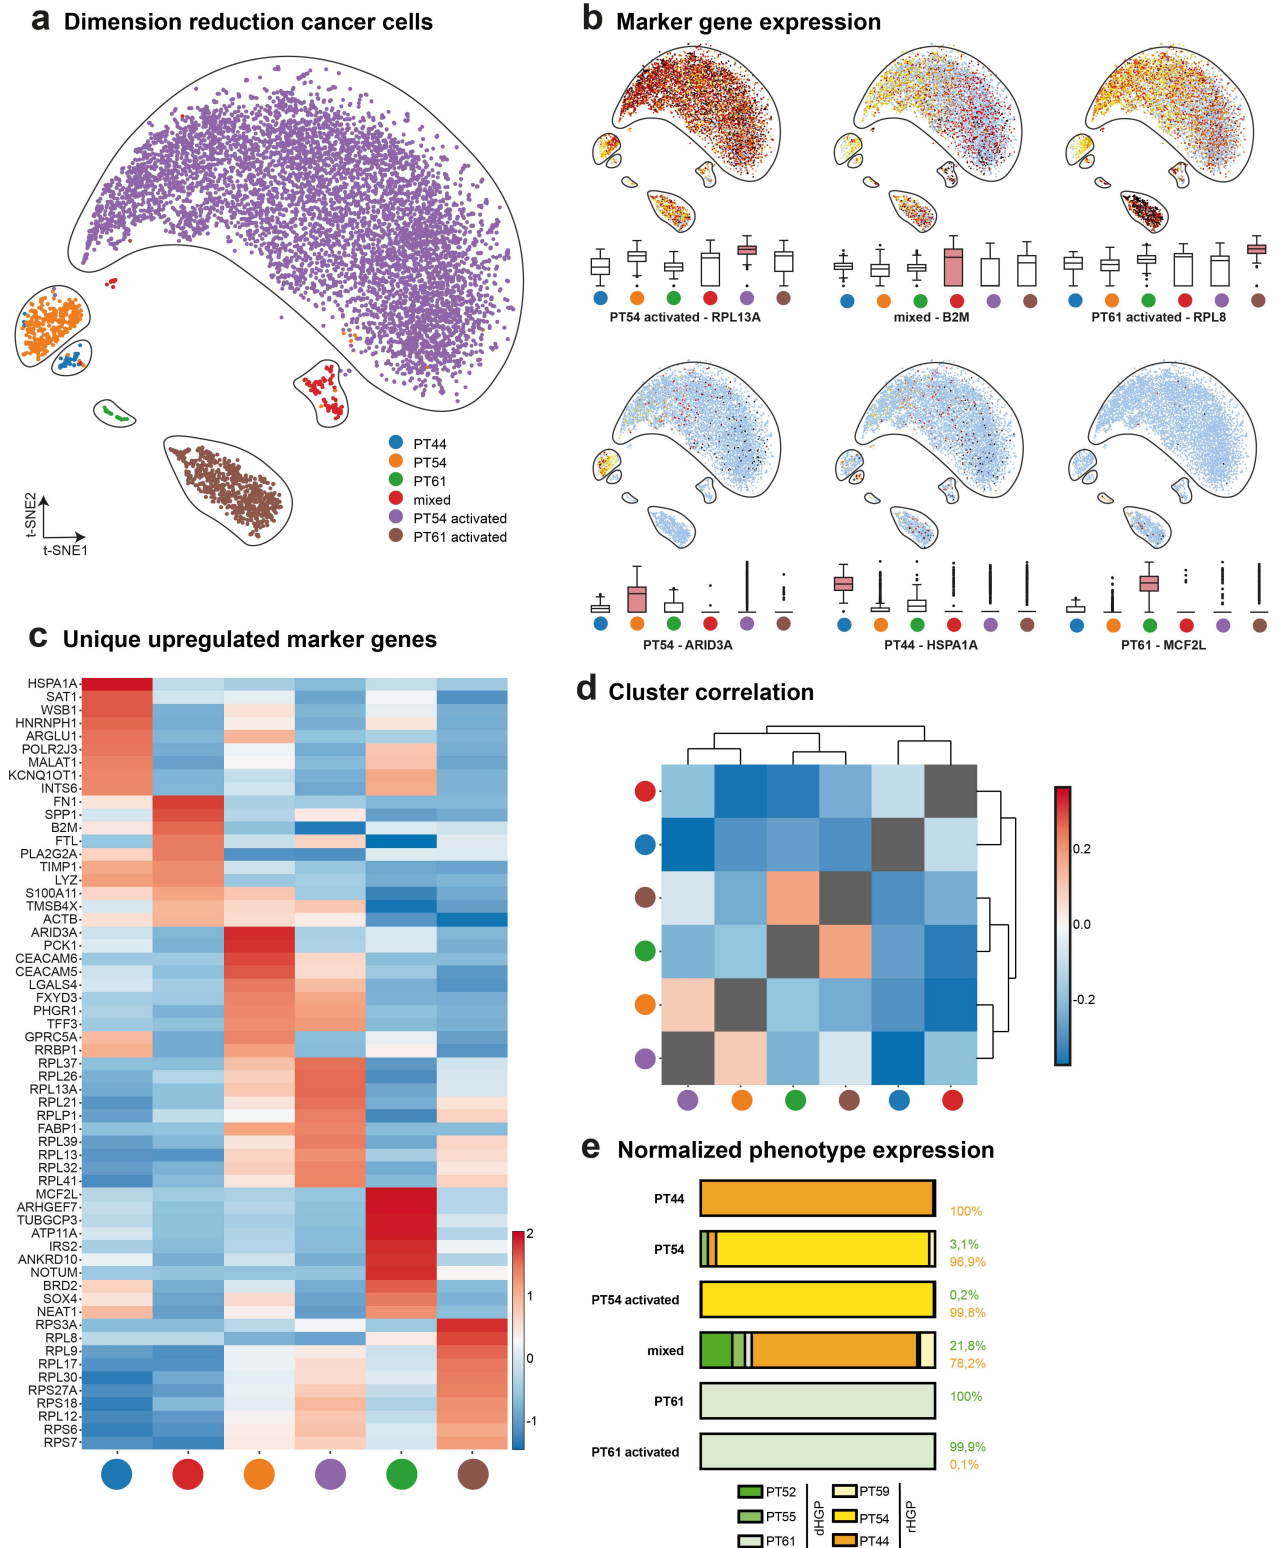 a Dimension reduction cancer cells
t-SNE2
t-SNE1
PT44
PT54
PT61
mixed
PT54 activated
PT61 activated
b Marker gene expression
PT54 activated - RPL13A
mixed - B2M
PT61 activated - RPL8
PT54 - ARID3A
PT44 - HSPA1A
PT61 - MCF2L
c Unique upregulated marker genes
HSPA1A
SAT1
WSB1
HNRNPH1
ARGLU1
POLR2J3
MALAT1
KCNQ1OT1
INTS6
FN1
SPP1
B2M
FTL
PLA2G2A
TIMP1
LYZ
S100A11
TMSB4X
ACTB
ARID3A
PCK1
CEACAM6
CEACAM5
LGALS4
FXYD3
PHGR1
TFF3
GPRC5A
RRBP1
RPL37
RPL26
RPL13A
RPL21
RPLP1
FABP1
RPL39
RPL13
RPL32
RPL41
MCF2L
ARHGEF7
TUBGCP3
ATP11A
IRS2
ANKRD10
NOTUM
BRD2
SOX4
NEAT1
RPS3A
RPL8
RPL9
RPL17
RPL30
RPS27A
RPS18
RPL12
RPS6
RPS7
2
1
0
-1
d Cluster correlation
0.2
0.0
-0.2
e Normalized phenotype expression
PT44
100%
PT54
3,1%
96,9%
PT54 activated
0,2%
99,8%
mixed
21,8%
78,2%
PT61
100%
PT61 activated
99,9%
0,1%
PT52
PT55
PT61
dHGP
PT59
PT54
PT44
rHGP